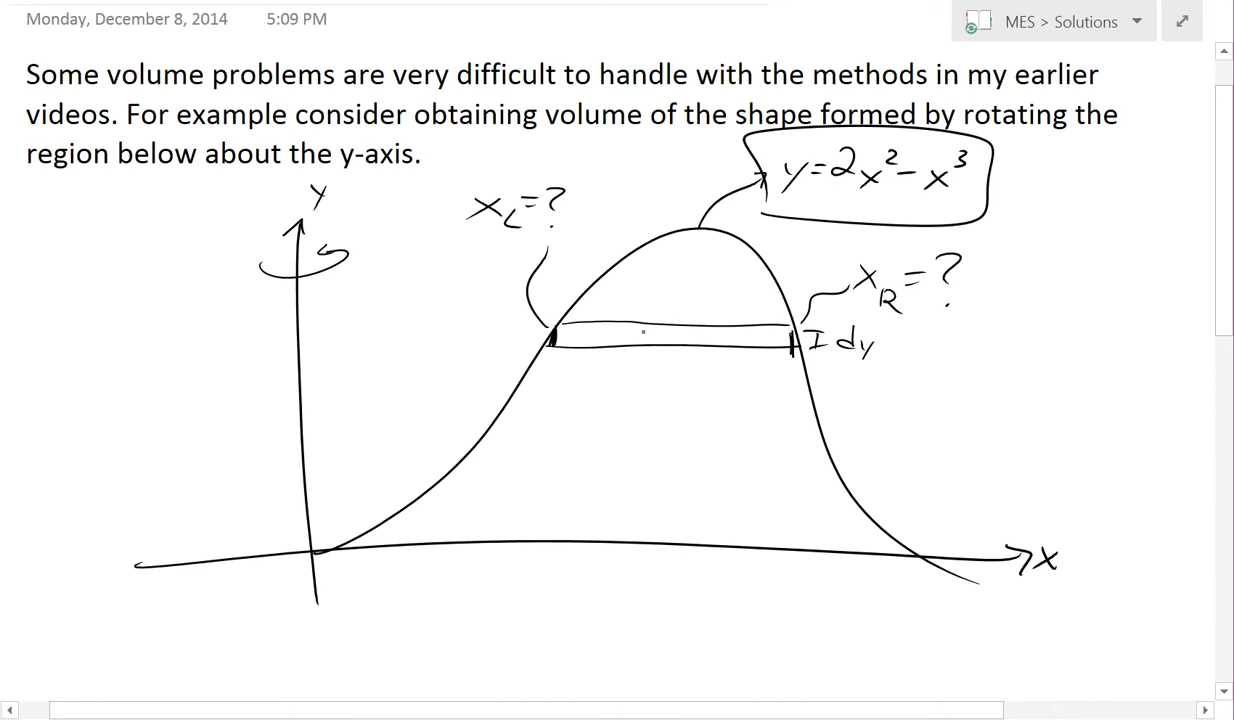 Monday, December 8, 2014 5:09 PM
MES > Solutions
Some volume problems are very difficult to handle with the methods in my earlier
videos. For example consider obtaining volume of the shape formed by rotating the
region below about the y-axis.
y=2x²-x³
y
x_L=?
x_R=?
I dy
x